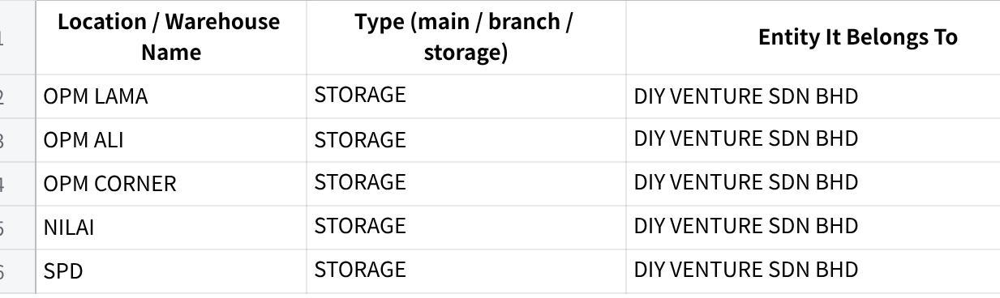 1 Location / Warehouse Name Type (main / branch / storage) Entity It Belongs To
2 OPM LAMA STORAGE DIY VENTURE SDN BHD
3 OPM ALI STORAGE DIY VENTURE SDN BHD
4 OPM CORNER STORAGE DIY VENTURE SDN BHD
5 NILAI STORAGE DIY VENTURE SDN BHD
6 SPD STORAGE DIY VENTURE SDN BHD